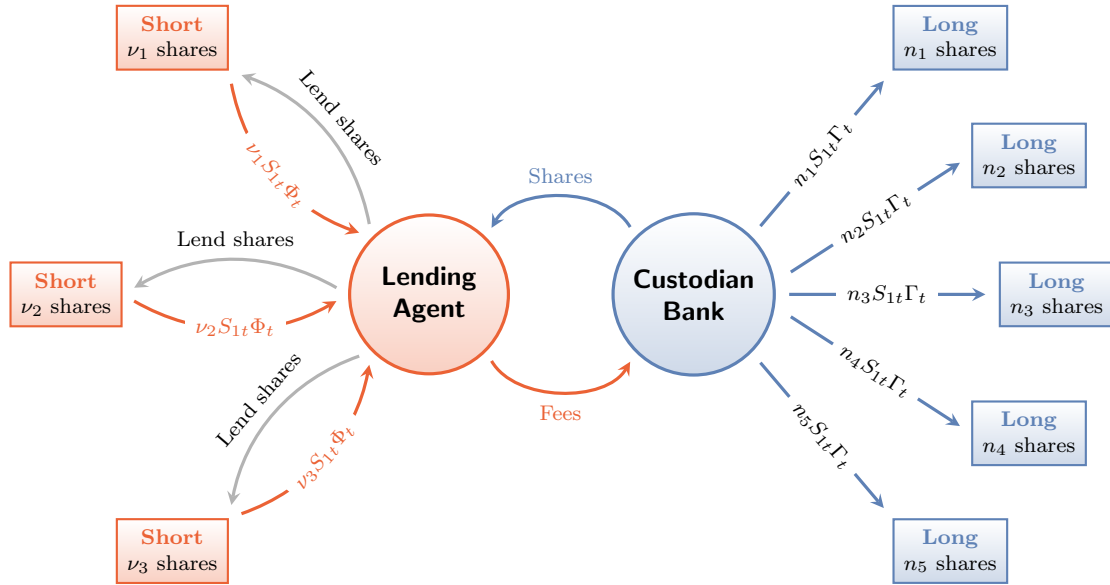 Short
ν₁ shares
Lend shares
ν₁S₁ₜΦₜ
Short
ν₂ shares
Lend shares
ν₂S₁ₜΦₜ
Short
ν₃ shares
Lend shares
ν₃S₁ₜΦₜ
Lending
Agent
Shares
Fees
Custodian
Bank
n₁S₁ₜΓₜ
Long
n₁ shares
n₂S₁ₜΓₜ
Long
n₂ shares
n₃S₁ₜΓₜ
Long
n₃ shares
n₄S₁ₜΓₜ
Long
n₄ shares
n₅S₁ₜΓₜ
Long
n₅ shares